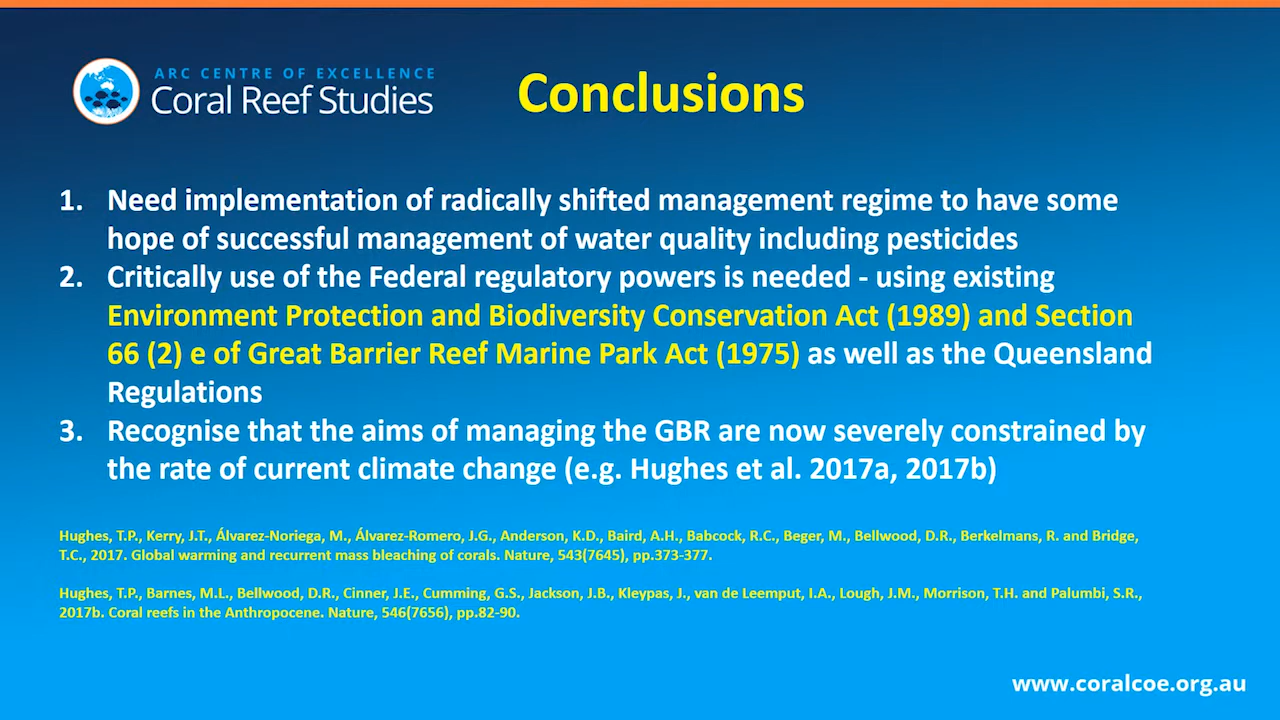 ARC CENTRE OF EXCELLENCE
Coral Reef Studies
Conclusions
1. Need implementation of radically shifted management regime to have some
hope of successful management of water quality including pesticides
2. Critically use of the Federal regulatory powers is needed - using existing
Environment Protection and Biodiversity Conservation Act (1989) and Section
66 (2) e of Great Barrier Reef Marine Park Act (1975) as well as the Queensland
Regulations
3. Recognise that the aims of managing the GBR are now severely constrained by
the rate of current climate change (e.g. Hughes et al. 2017a, 2017b)
Hughes, T.P., Kerry, J.T., Álvarez-Noriega, M., Álvarez-Romero, J.G., Anderson, K.D., Baird, A.H., Babcock, R.C., Beger, M., Bellwood, D.R., Berkelmans, R. and Bridge,
T.C., 2017. Global warming and recurrent mass bleaching of corals. Nature, 543(7645), pp.373-377.
Hughes, T.P., Barnes, M.L., Bellwood, D.R., Cinner, J.E., Cumming, G.S., Jackson, J.B., Kleypas, J., van de Leemput, I.A., Lough, J.M., Morrison, T.H. and Palumbi, S.R.,
2017b. Coral reefs in the Anthropocene. Nature, 546(7656), pp.82-90.
www.coralcoe.org.au